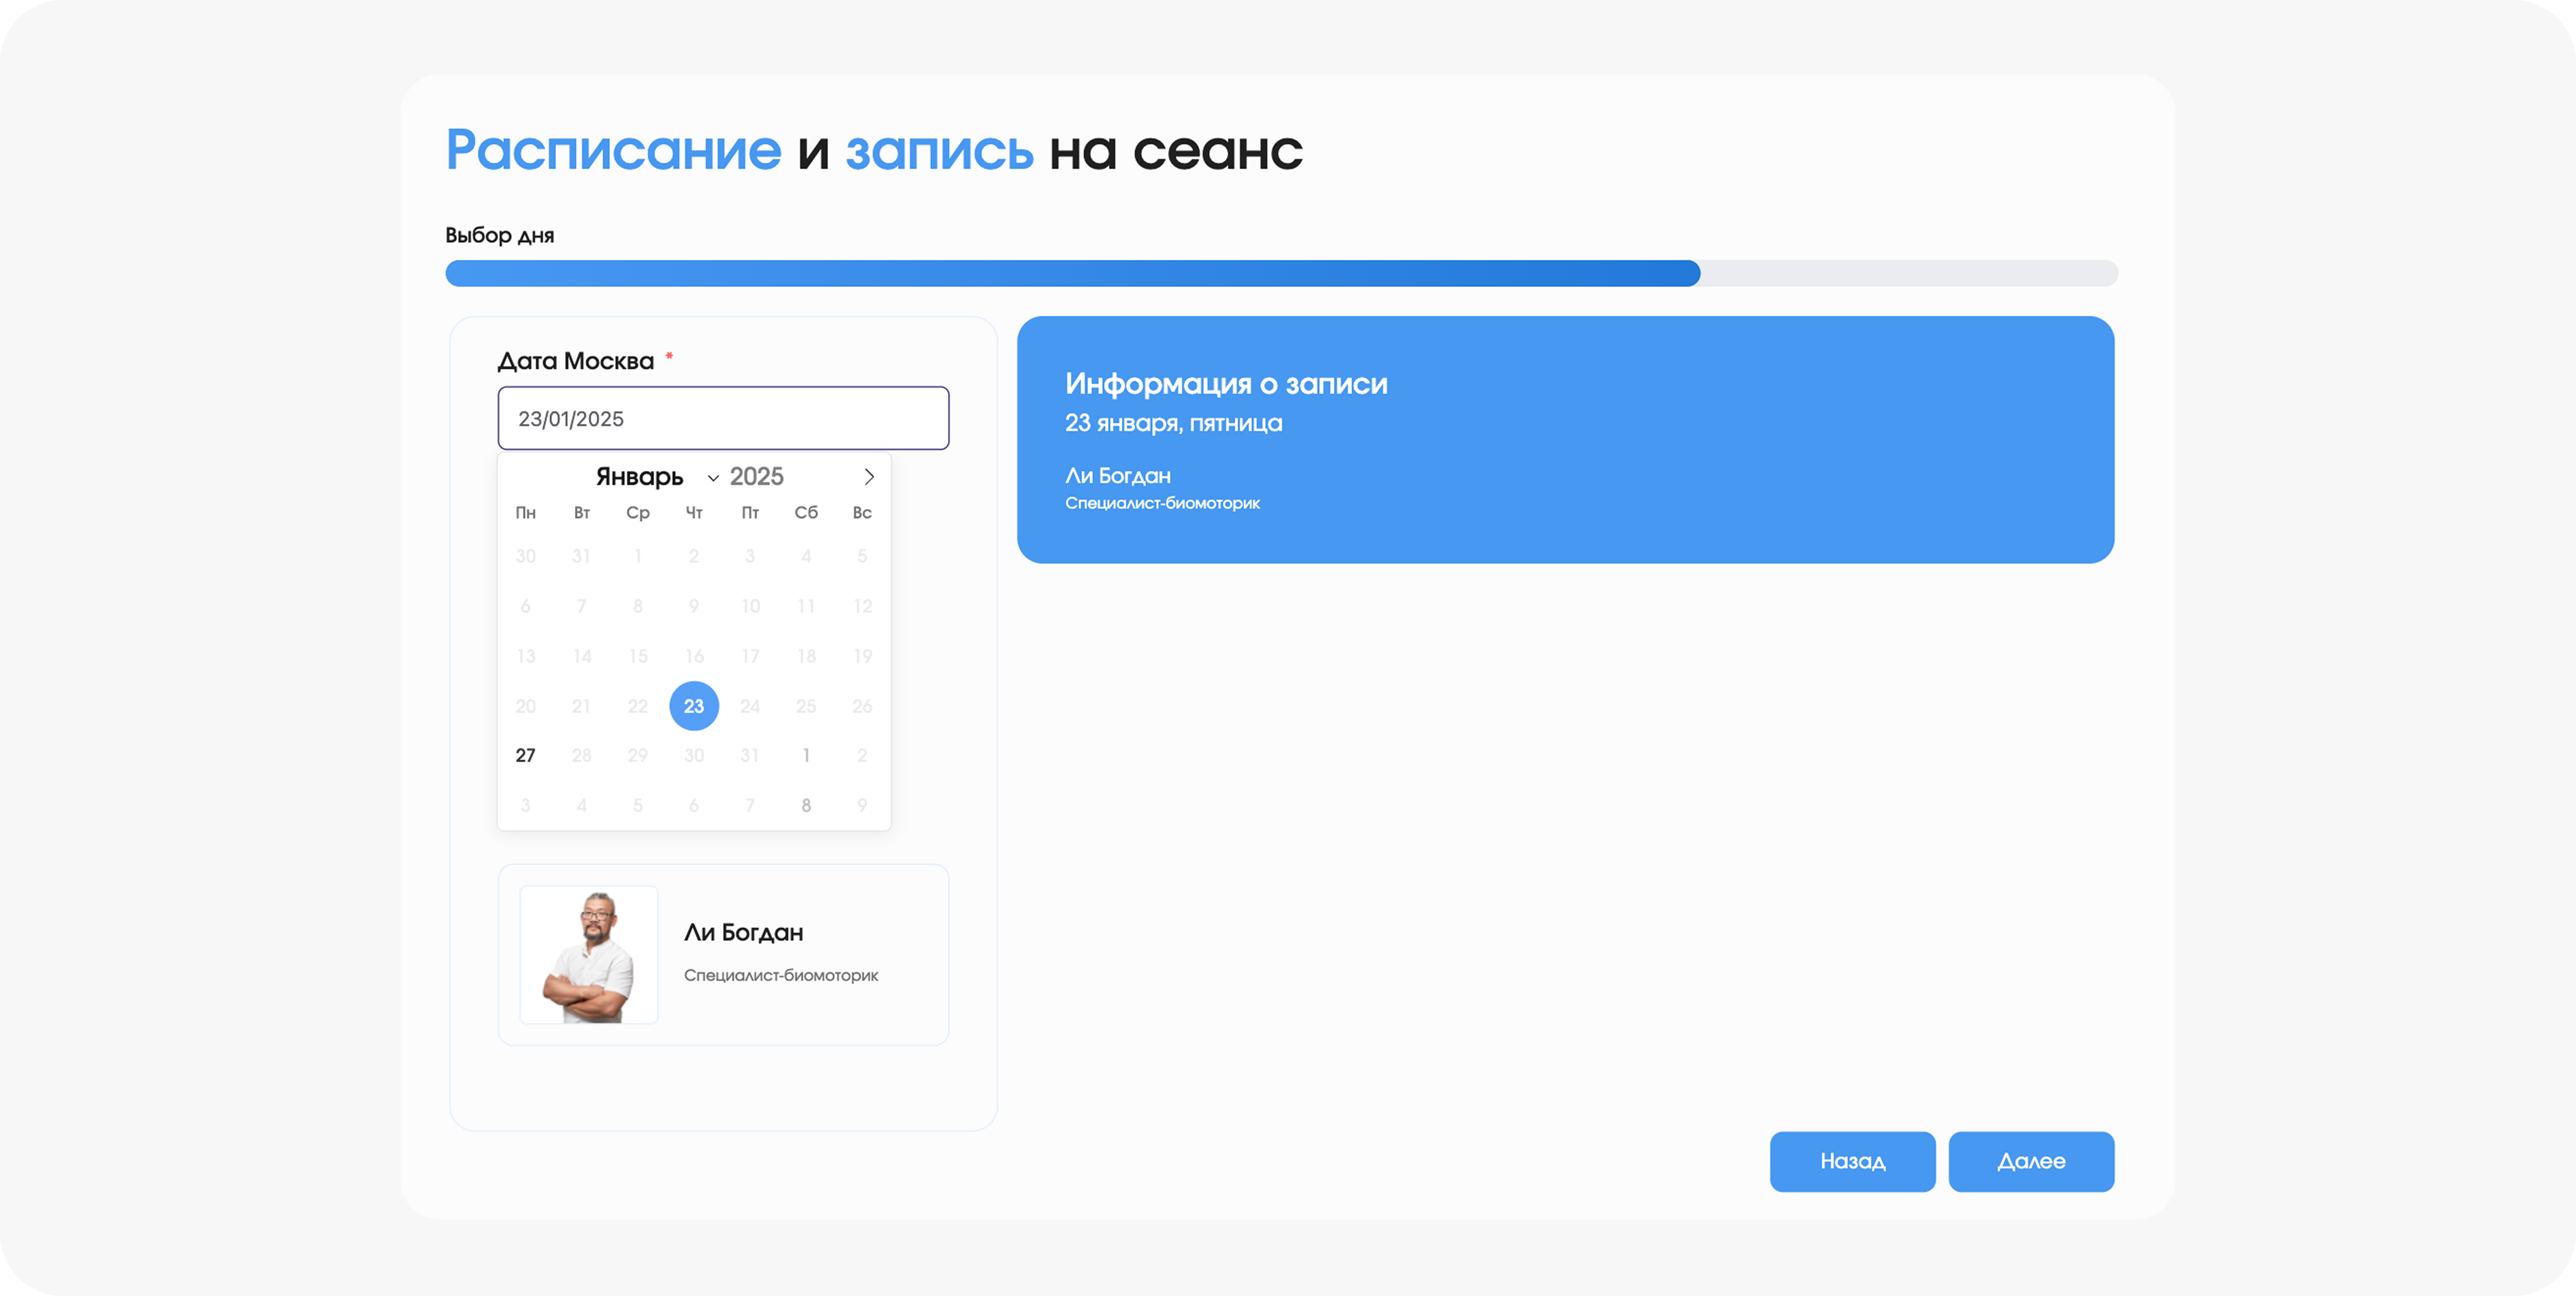 Расписание и запись на сеанс
Выбор дня
Дата Москва *
23/01/2025
Январь 2025
Пн Вт Ср Чт Пт Сб Вс
30 31 1 2 3 4 5
6 7 8 9 10 11 12
13 14 15 16 17 18 19
20 21 22 23 24 25 26
27 28 29 30 31 1 2
3 4 5 6 7 8 9
Ли Богдан
Специалист-биомоторик
Информация о записи
23 января, пятница
Ли Богдан
Специалист-биомоторик
Назад
Далее